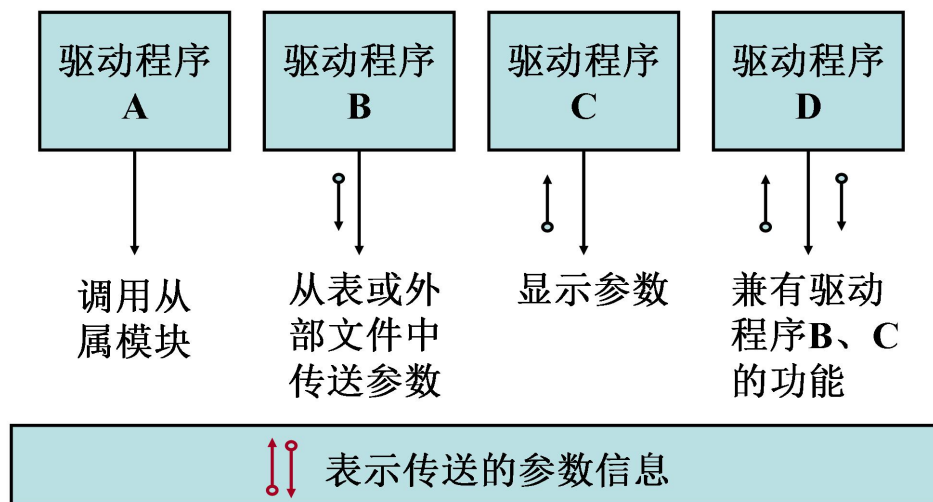 驱动程序
A
驱动程序
B
驱动程序
C
驱动程序
D
调用从
属模块
从表或外
部文件中
传送参数
显示参数
兼有驱动
程序B、C
的功能
表示传送的参数信息